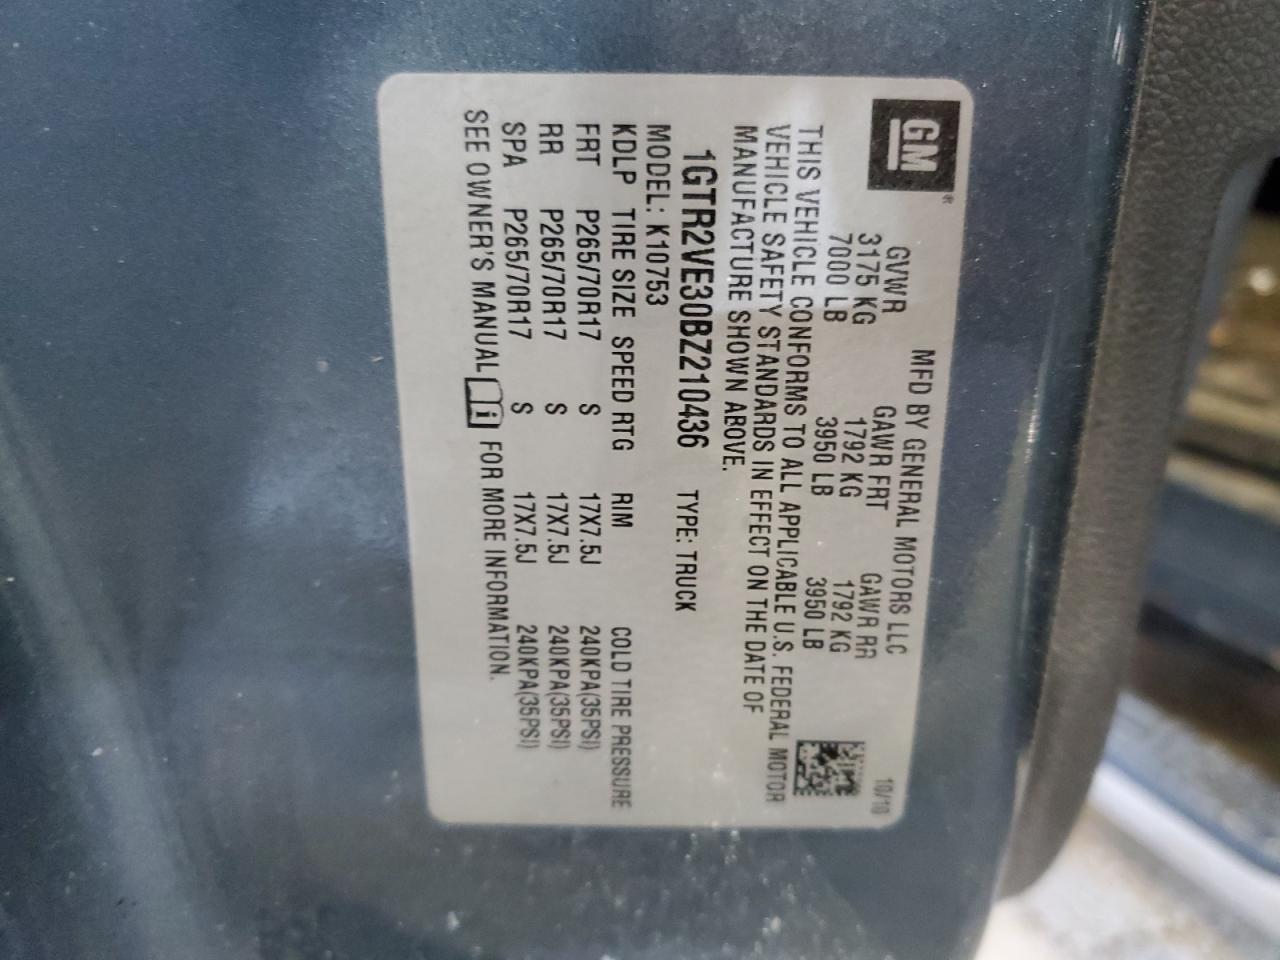 GM
MFD BY GENERAL MOTORS LLC 10/10
GVWR GAWR FRT GAWR RR
3175 KG 1792 KG 1792 KG
7000 LB 3950 LB 3950 LB
THIS VEHICLE CONFORMS TO ALL APPLICABLE U.S. FEDERAL MOTOR
VEHICLE SAFETY STANDARDS IN EFFECT ON THE DATE OF
MANUFACTURE SHOWN ABOVE.
1GTR2VE30BZ210436 TYPE: TRUCK
MODEL: K10753
KDLP TIRE SIZE SPEED RTG RIM COLD TIRE PRESSURE
FRT P265/70R17 S 17X7.5J 240KPA(35PSI)
RR P265/70R17 S 17X7.5J 240KPA(35PSI)
SPA P265/70R17 S 17X7.5J 240KPA(35PSI)
SEE OWNER'S MANUAL i FOR MORE INFORMATION.